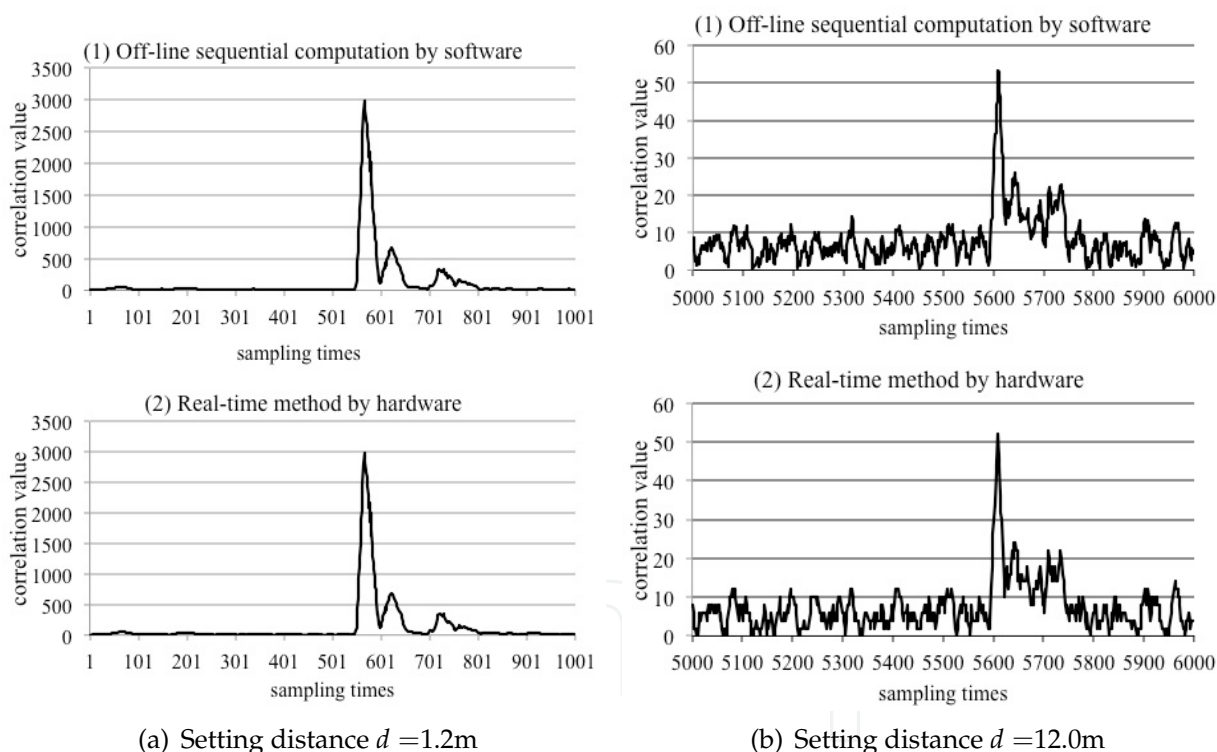 (1) Off-line sequential computation by software
3500
3000
2500
2000
1500
1000
500
0
correlation value
1 101 201 301 401 501 601 701 801 901 1001
sampling times
(2) Real-time method by hardware
3500
3000
2500
2000
1500
1000
500
0
correlation value
1 101 201 301 401 501 601 701 801 901 1001
sampling times
(a) Setting distance d =1.2m
(1) Off-line sequential computation by software
60
50
40
30
20
10
0
correlation value
5000 5100 5200 5300 5400 5500 5600 5700 5800 5900 6000
sampling times
(2) Real-time method by hardware
60
50
40
30
20
10
0
correlation value
5000 5100 5200 5300 5400 5500 5600 5700 5800 5900 6000
sampling times
(b) Setting distance d =12.0m